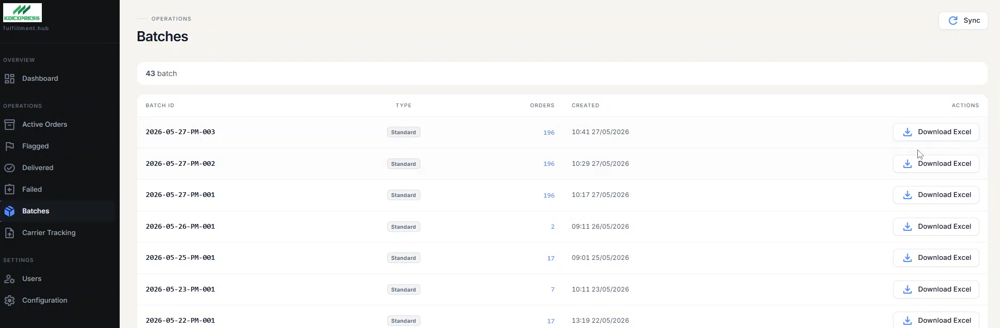 KDEXPRESS
fulfillment.hub
OVERVIEW
Dashboard
OPERATIONS
Active Orders
Flagged
Delivered
Failed
Batches
Carrier Tracking
SETTINGS
Users
Configuration
OPERATIONS
Batches
Sync
43 batch
BATCH ID TYPE ORDERS CREATED ACTIONS
2026-05-27-PM-003 Standard 196 10:41 27/05/2026 Download Excel
2026-05-27-PM-002 Standard 196 10:29 27/05/2026 Download Excel
2026-05-27-PM-001 Standard 196 10:17 27/05/2026 Download Excel
2026-05-26-PM-001 Standard 2 09:11 26/05/2026 Download Excel
2026-05-25-PM-001 Standard 17 09:01 25/05/2026 Download Excel
2026-05-23-PM-001 Standard 7 10:11 23/05/2026 Download Excel
2026-05-22-PM-001 Standard 17 13:19 22/05/2026 Download Excel